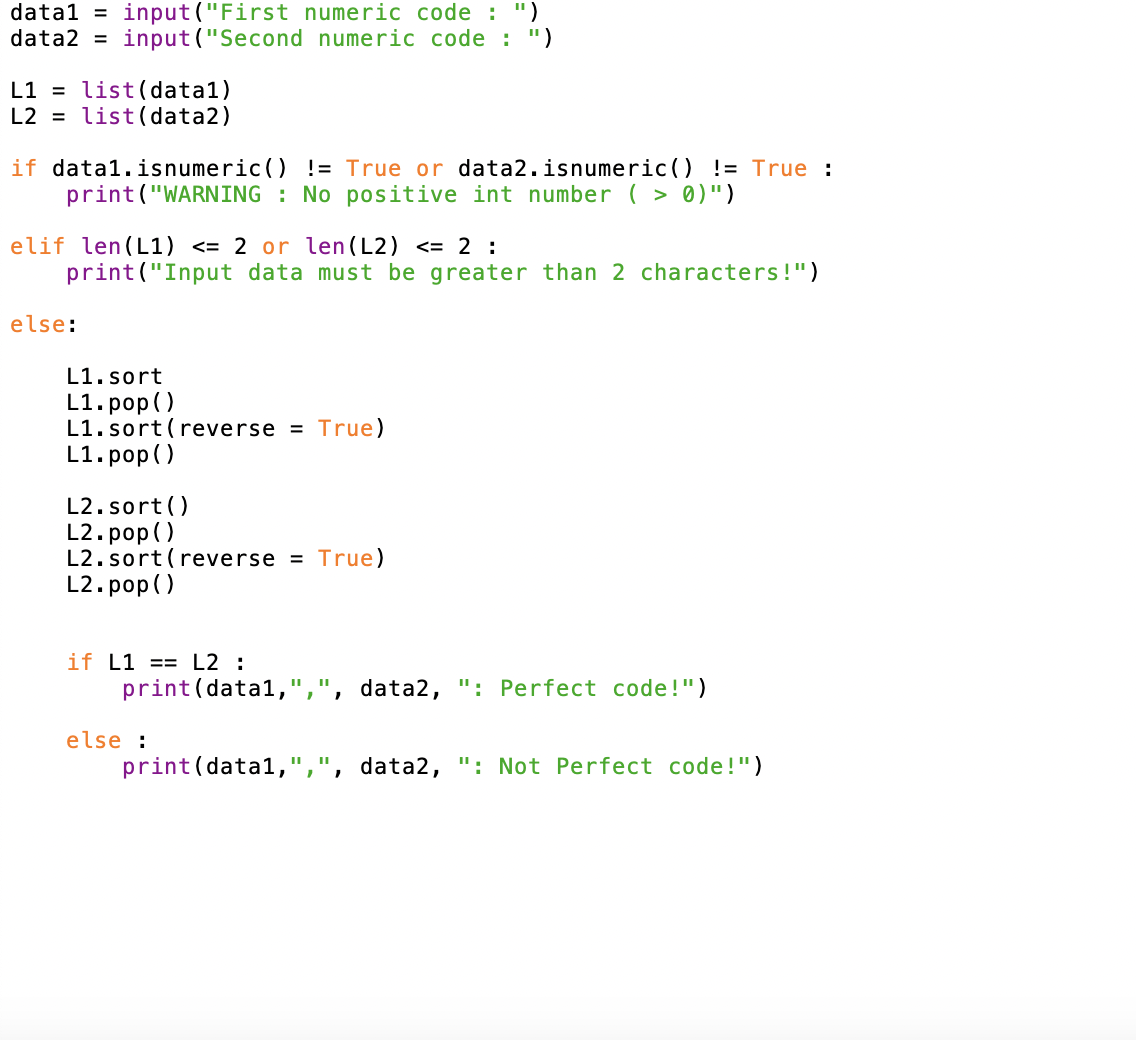 data1 = input("First numeric code : ")
data2 = input("Second numeric code : ")
L1 = list(data1)
L2 = list(data2)
if data1.isnumeric() != True or data2.isnumeric() != True :
    print("WARNING : No positive int number ( > 0)")
elif len(L1) <= 2 or len(L2) <= 2 :
    print("Input data must be greater than 2 characters!")
else:
    L1.sort
    L1.pop()
    L1.sort(reverse = True)
    L1.pop()
    L2.sort()
    L2.pop()
    L2.sort(reverse = True)
    L2.pop()
    if L1 == L2 :
        print(data1,",", data2, ": Perfect code!")
    else :
        print(data1,",", data2, ": Not Perfect code!")